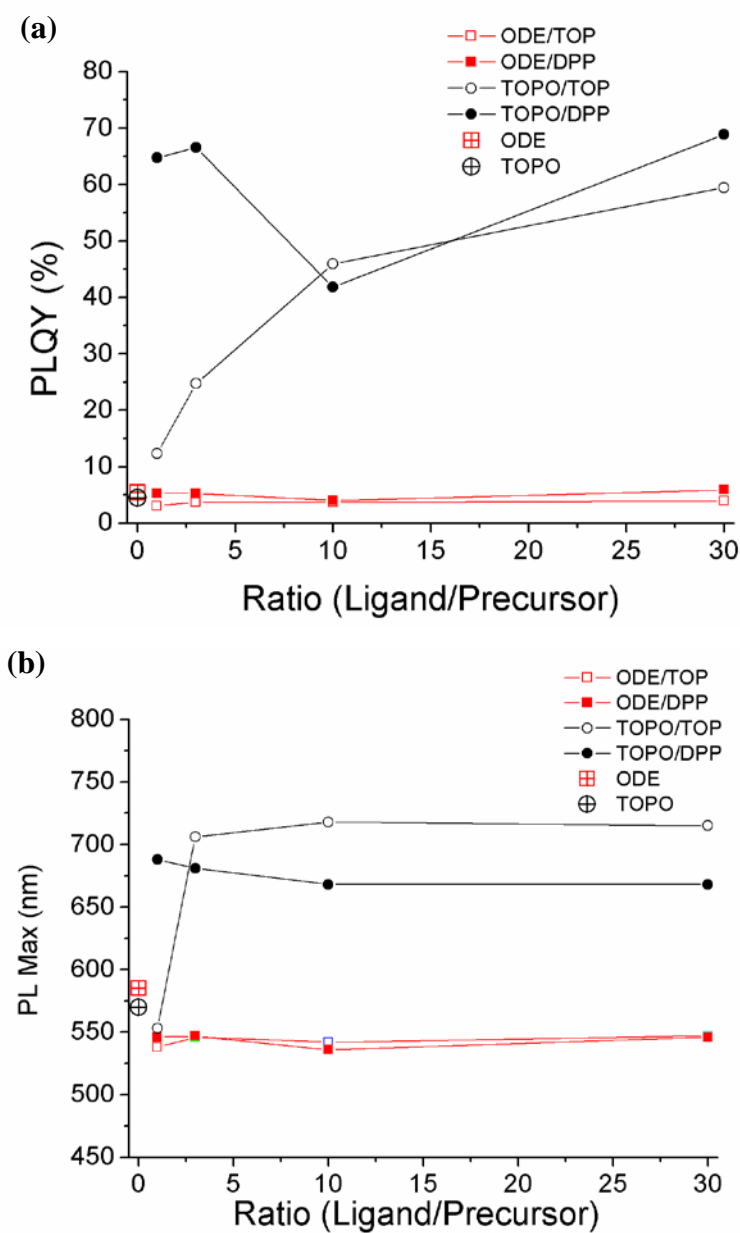 (a)
ODE/TOP
ODE/DPP
TOPO/TOP
TOPO/DPP
ODE
TOPO
80
70
60
50
40
30
20
10
0
PLQY (%)
0 5 10 15 20 25 30
Ratio (Ligand/Precursor)
(b)
ODE/TOP
ODE/DPP
TOPO/TOP
TOPO/DPP
ODE
TOPO
800
750
700
650
600
550
500
450
PL Max (nm)
0 5 10 15 20 25 30
Ratio (Ligand/Precursor)